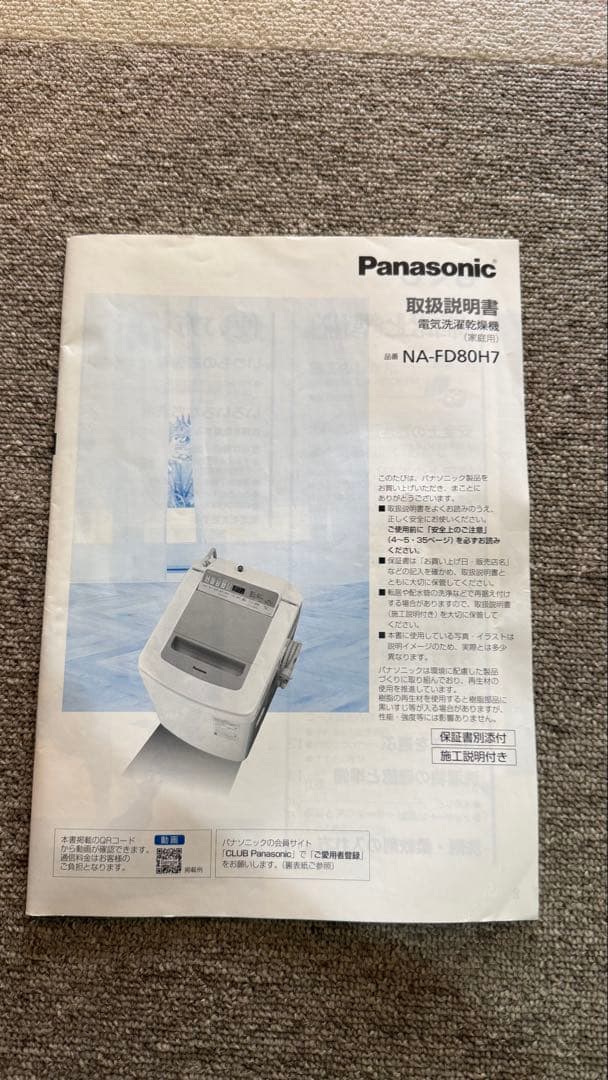 Panasonic
取扱説明書
電気洗濯乾燥機
(家庭用)
品番 NA-FD80H7
このたびは、パナソニック製品を
お買い上げいただき、まことに
ありがとうございます。
■取扱説明書をよくお読みのうえ、
正しく安全にお使いください。
ご使用前に「安全上のご注意」
(4〜5・35ページ)を必ずお読み
ください。
■保証書は「お買い上げ日・販売店名」
などの記入を確かめ、取扱説明書と
ともに大切に保管してください。
■転居や配水管の洗浄などで再据え付け
する場合がありますので、取扱説明書
(施工説明付き)を大切に保管して
ください。
■本書に使用している写真・イラストは
説明イメージのため、実際とは多少
異なります。
パナソニックは環境に配慮した製品
づくりに取り組んでおり、再生材の
使用を推進しています。
樹脂の再生材を使用すると樹脂部品に
黒いすじ等が入る場合がありますが、
性能・強度等には影響ありません。
保証書別添付
施工説明付き
本書掲載のQRコード
から動画が確認できます。
通信料金はお客様の
ご負担となります。
動画
掲載例
パナソニックの会員サイト
「CLUB Panasonic」で「ご愛用者登録」
をお願いします。(裏表紙ご参照)